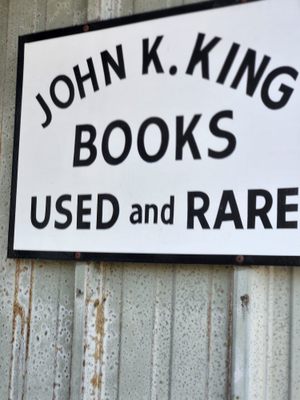 JOHN K. KING
BOOKS
USED and RARE